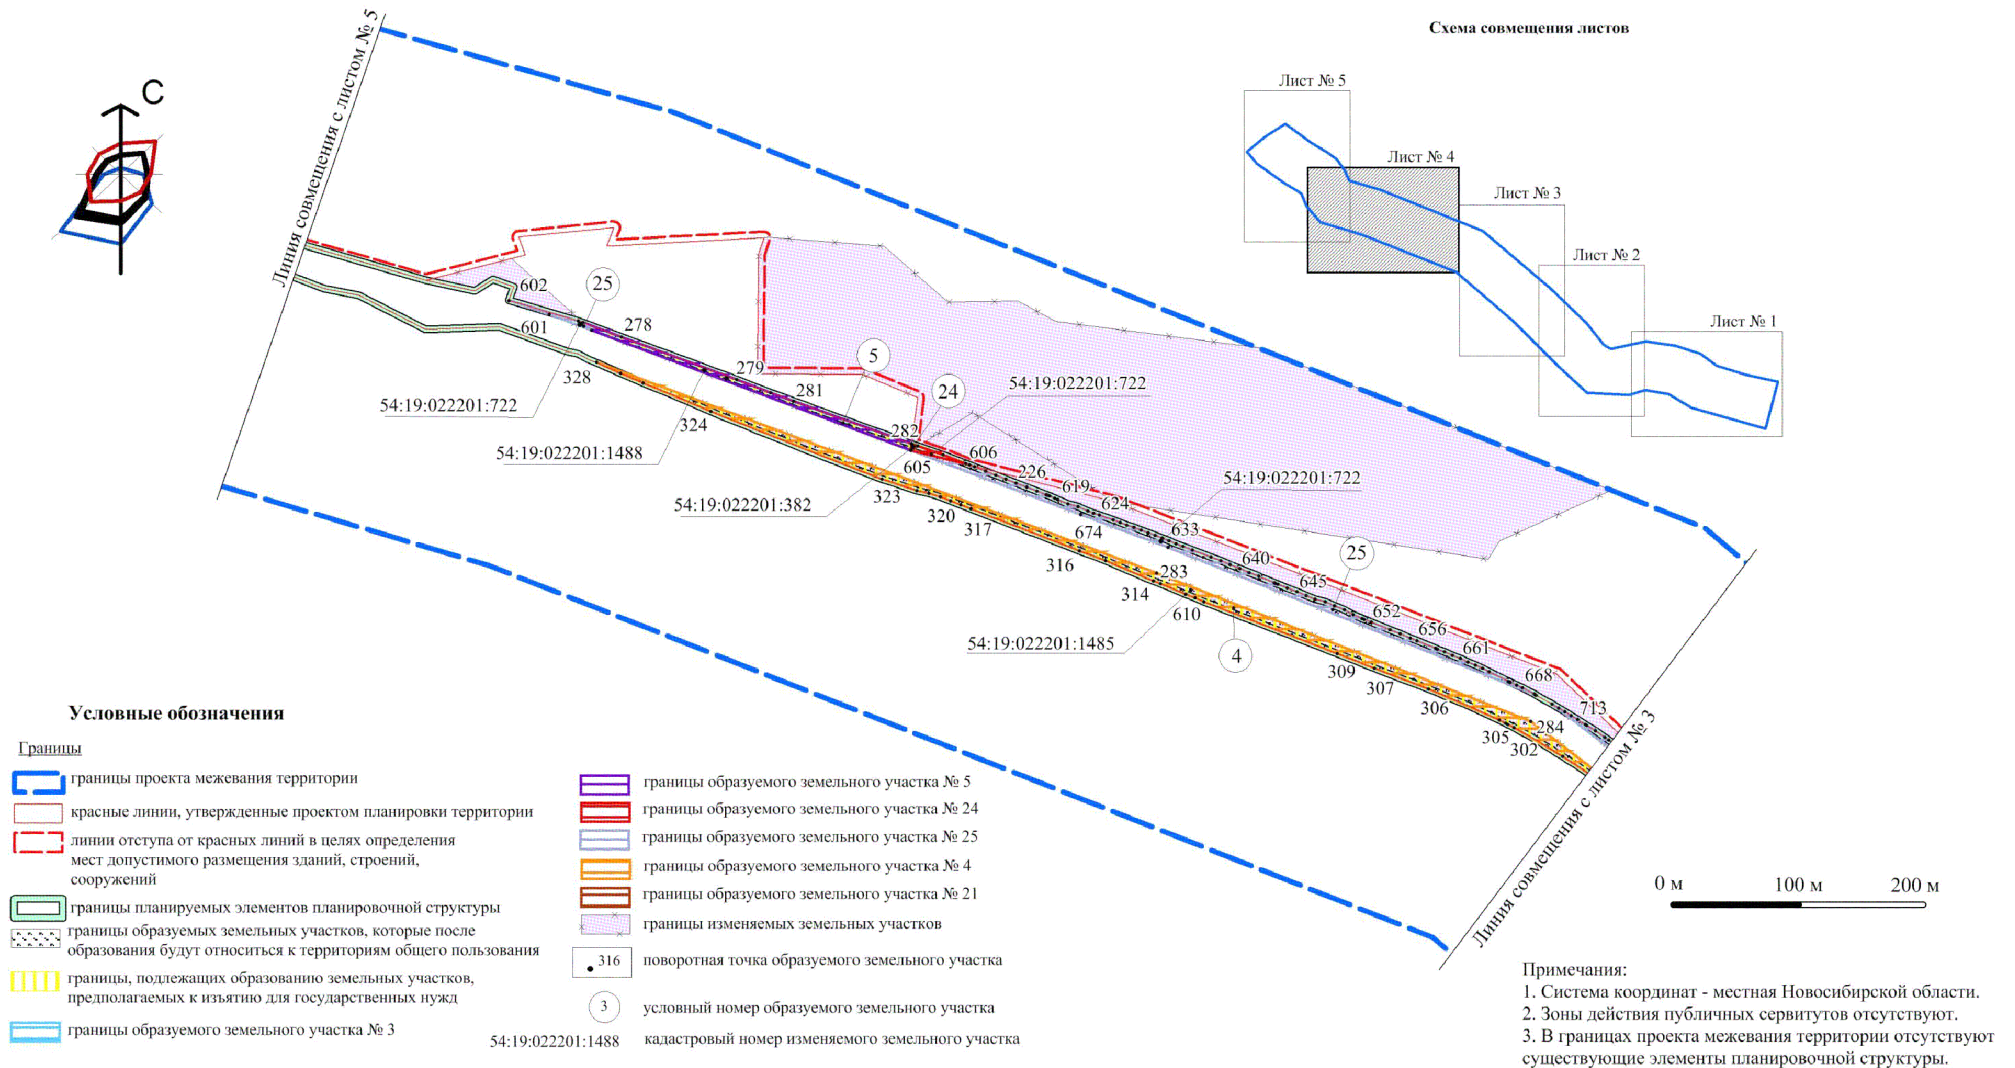 Линия совмещения с листом № 5
С
Схема совмещения листов
Лист № 5
Лист № 4
Лист № 3
Лист № 2
Лист № 1
602
25
601
278
328
279
5
281
54:19:022201:722
24
54:19:022201:722
324
282
54:19:022201:1488
605
606
226
54:19:022201:722
323
619
54:19:022201:382
320
624
317
674
633
316
640
25
283
645
314
610
652
656
54:19:022201:1485
4
661
309
307
668
306
713
305
284
302
Линия совмещения с листом № 3
Условные обозначения
Границы
границы проекта межевания территории
красные линии, утвержденные проектом планировки территории
линии отступа от красных линий в целях определения
мест допустимого размещения зданий, строений,
сооружений
границы планируемых элементов планировочной структуры
границы образуемых земельных участков, которые после
образования будут относиться к территориям общего пользования
границы, подлежащих образованию земельных участков,
предполагаемых к изъятию для государственных нужд
границы образуемого земельного участка № 3
границы образуемого земельного участка № 5
границы образуемого земельного участка № 24
границы образуемого земельного участка № 25
границы образуемого земельного участка № 4
границы образуемого земельного участка № 21
границы изменяемых земельных участков
316 поворотная точка образуемого земельного участка
3 условный номер образуемого земельного участка
54:19:022201:1488 кадастровый номер изменяемого земельного участка
0 м 100 м 200 м
Примечания:
1. Система координат - местная Новосибирской области.
2. Зоны действия публичных сервитутов отсутствуют.
3. В границах проекта межевания территории отсутствуют
существующие элементы планировочной структуры.